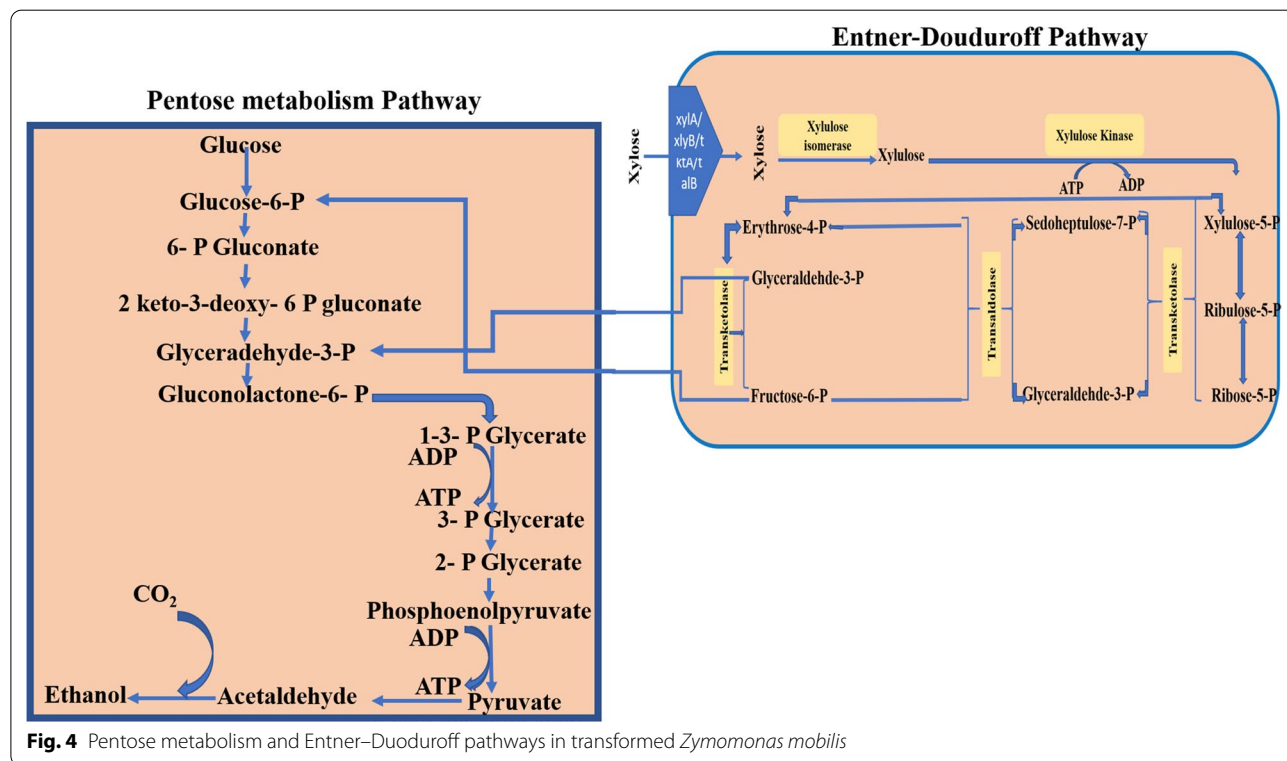 Pentose metabolism Pathway
Glucose
Glucose-6-P
6- P Gluconate
2 keto-3-deoxy- 6 P gluconate
Glyceradehyde-3-P
Gluconolactone-6- P
1-3- P Glycerate
ADP
ATP
3- P Glycerate
2- P Glycerate
Phosphoenolpyruvate
ADP
ATP
Pyruvate
Acetaldehyde
CO₂
Ethanol
Entner-Douduroff Pathway
Xylose
xylA/
xlyB/t
ktA/t
alB
Xylose
Xylulose
isomerase
Xylulose
Xylulose Kinase
ATP
ADP
Erythrose-4-P
Sedoheptulose-7-P
Xylulose-5-P
Glyceraldehde-3-P
Transketolase
Transaldolase
Transketolase
Ribulose-5-P
Fructose-6-P
Glyceraldehde-3-P
Ribose-5-P
Fig. 4 Pentose metabolism and Entner–Duoduroff pathways in transformed Zymomonas mobilis